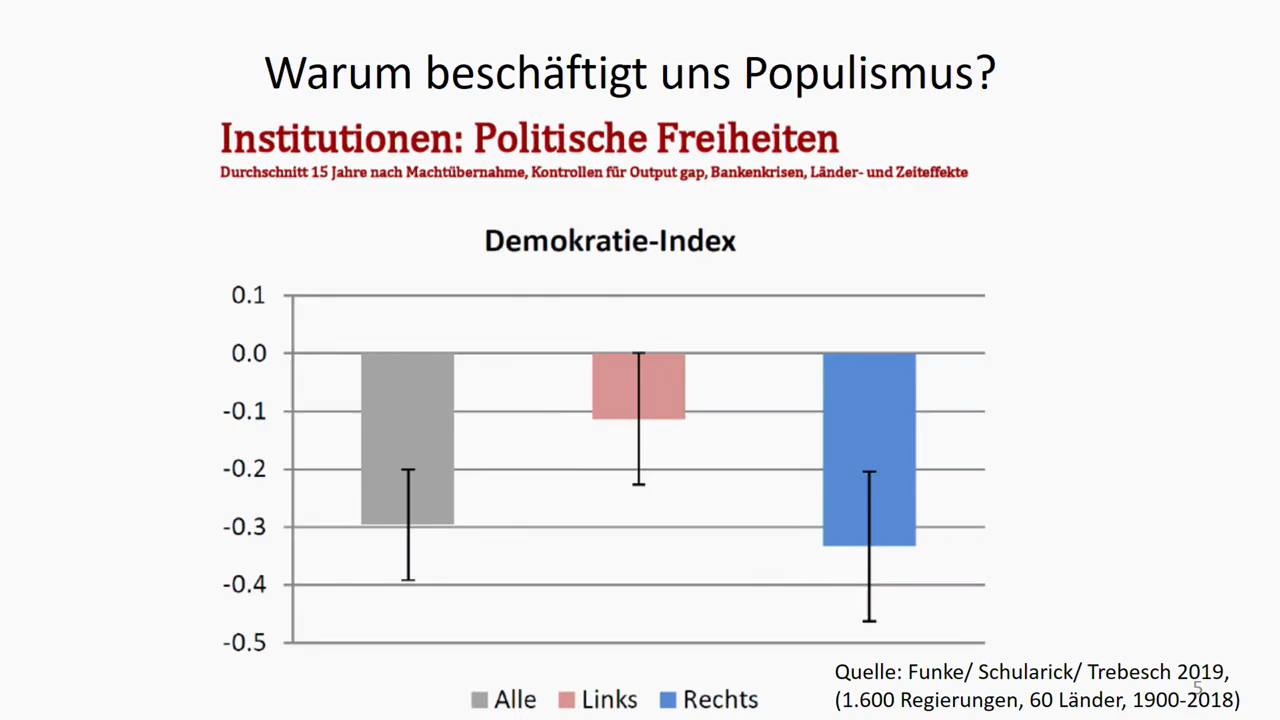 Warum beschäftigt uns Populismus?
Institutionen: Politische Freiheiten
Durchschnitt 15 Jahre nach Machtübernahme, Kontrollen für Output gap, Bankenkrisen, Länder- und Zeiteffekte
Demokratie-Index
0.1
0.0
-0.1
-0.2
-0.3
-0.4
-0.5
Alle Links Rechts
Quelle: Funke/ Schularick/ Trebesch 2019,
(1.600 Regierungen, 60 Länder, 1900-2018)
5